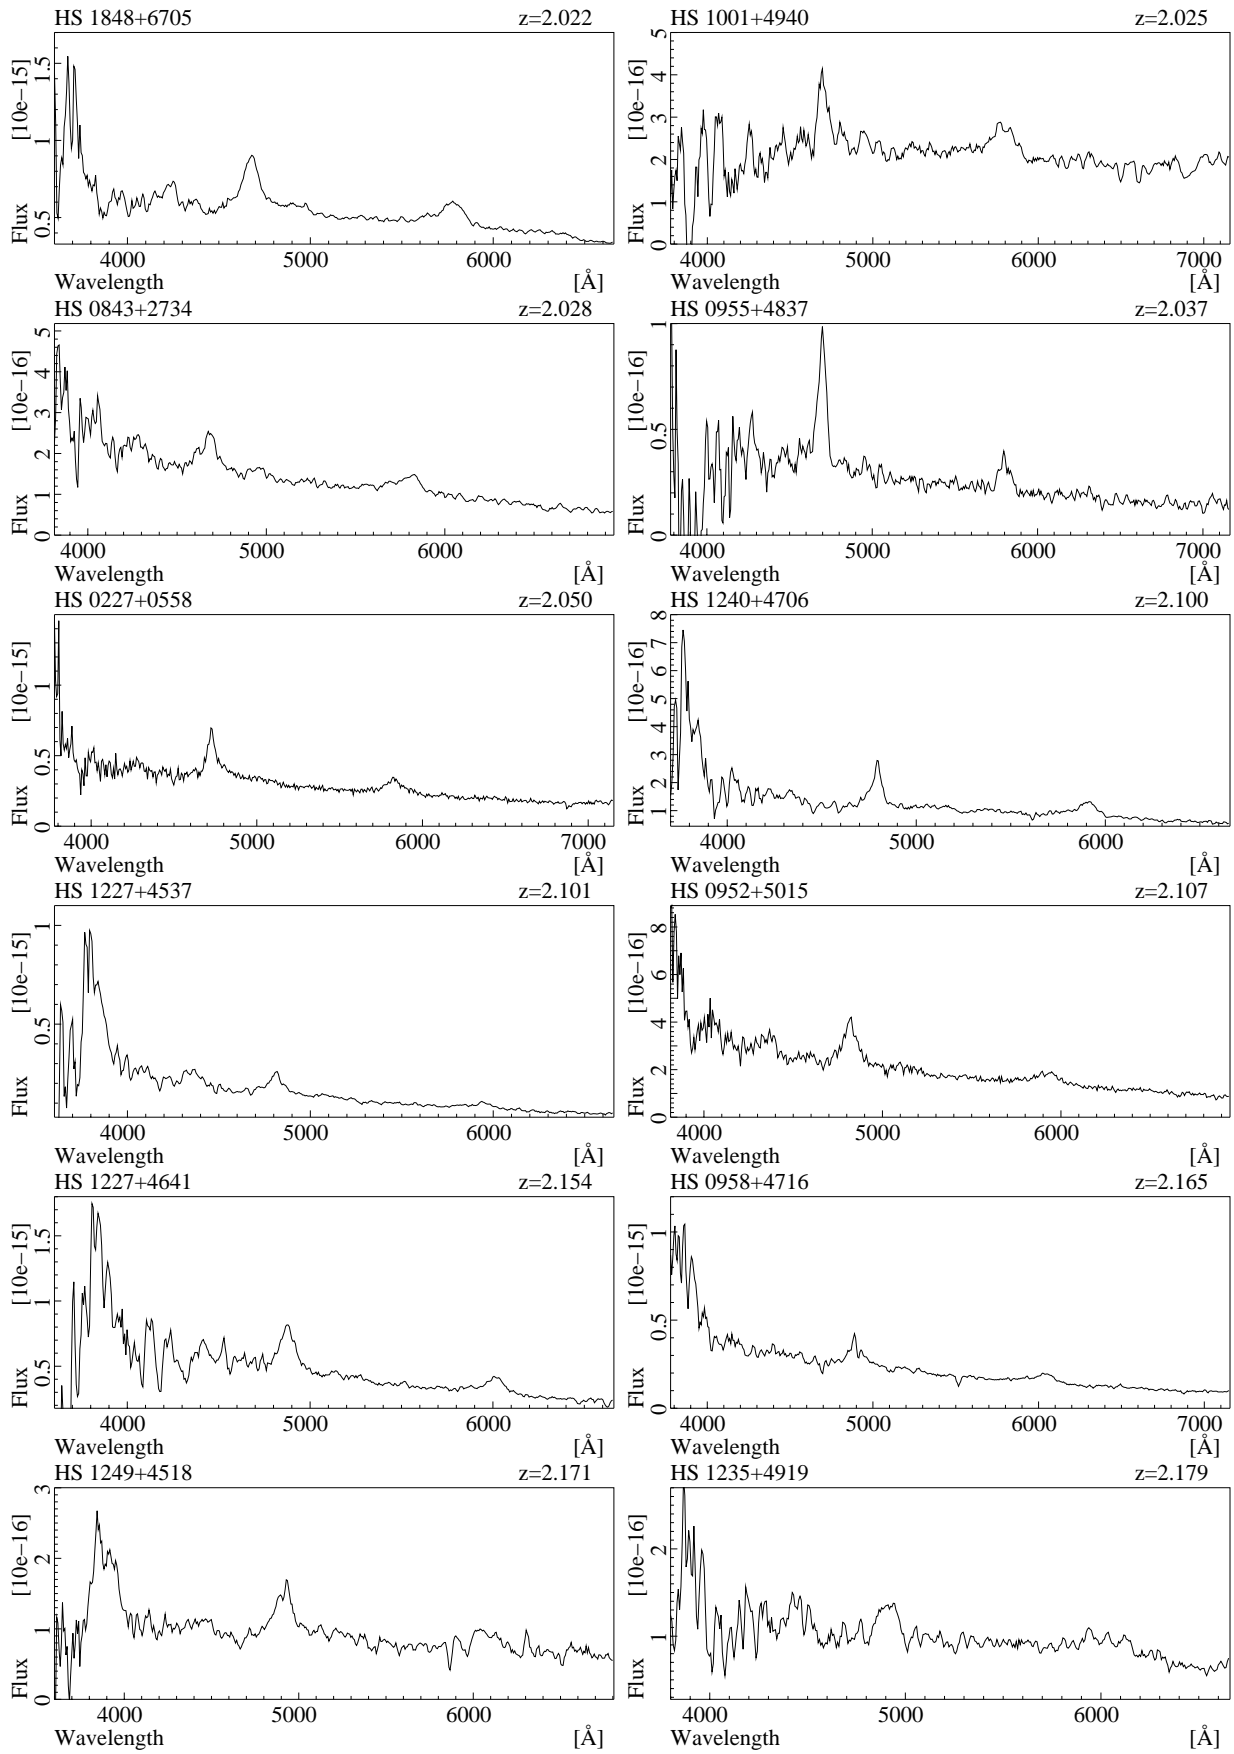 HS 1848+6705 z=2.022
Flux [10e−15]
0.5 1 1.5
4000 5000 6000
Wavelength [Å]
HS 1001+4940 z=2.025
Flux [10e−16]
0 1 2 3 4 5
4000 5000 6000 7000
Wavelength [Å]
HS 0843+2734 z=2.028
Flux [10e−16]
0 1 2 3 4 5
4000 5000 6000
Wavelength [Å]
HS 0955+4837 z=2.037
Flux [10e−16]
0 0.5 1
4000 5000 6000 7000
Wavelength [Å]
HS 0227+0558 z=2.050
Flux [10e−15]
0 0.5 1
4000 5000 6000 7000
Wavelength [Å]
HS 1240+4706 z=2.100
Flux [10e−16]
1 2 3 4 5 6 7 8
4000 5000 6000
Wavelength [Å]
HS 1227+4537 z=2.101
Flux [10e−15]
0.5 1
4000 5000 6000
Wavelength [Å]
HS 0952+5015 z=2.107
Flux [10e−16]
0 2 4 6 8
4000 5000 6000
Wavelength [Å]
HS 1227+4641 z=2.154
Flux [10e−15]
0.5 1 1.5
4000 5000 6000
Wavelength [Å]
HS 0958+4716 z=2.165
Flux [10e−15]
0 0.5 1
4000 5000 6000 7000
Wavelength [Å]
HS 1249+4518 z=2.171
Flux [10e−16]
0 1 2 3
4000 5000 6000
Wavelength [Å]
HS 1235+4919 z=2.179
Flux [10e−16]
1 2
4000 5000 6000
Wavelength [Å]